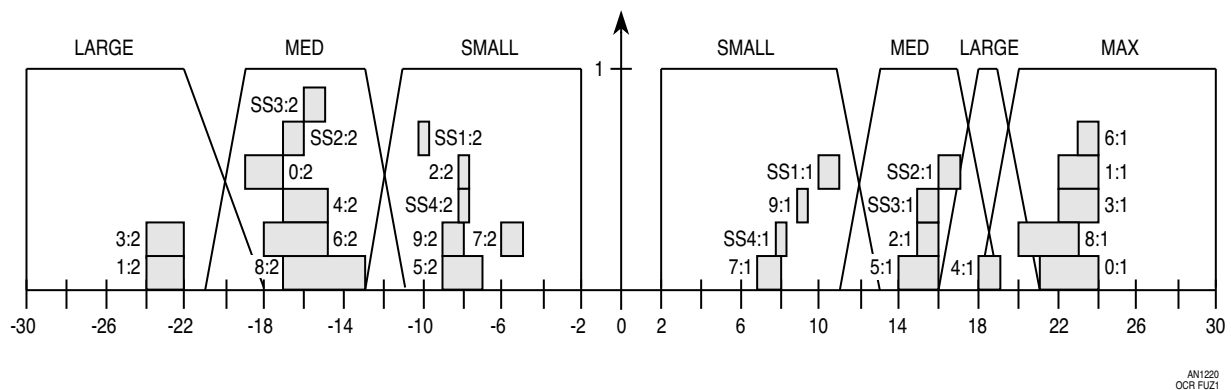 LARGE MED SMALL SMALL MED LARGE MAX
1
SS3:2
SS2:2 SS1:2 6:1
0:2 2:2 SS1:1 SS2:1 1:1
4:2 SS4:2 9:1 SS3:1 3:1
3:2 6:2 9:2 7:2 SS4:1 2:1 8:1
1:2 8:2 5:2 7:1 5:1 4:1 0:1
-30 -26 -22 -18 -14 -10 -6 -2 0 2 6 10 14 18 22 26 30
AN1220
OCR FUZ1